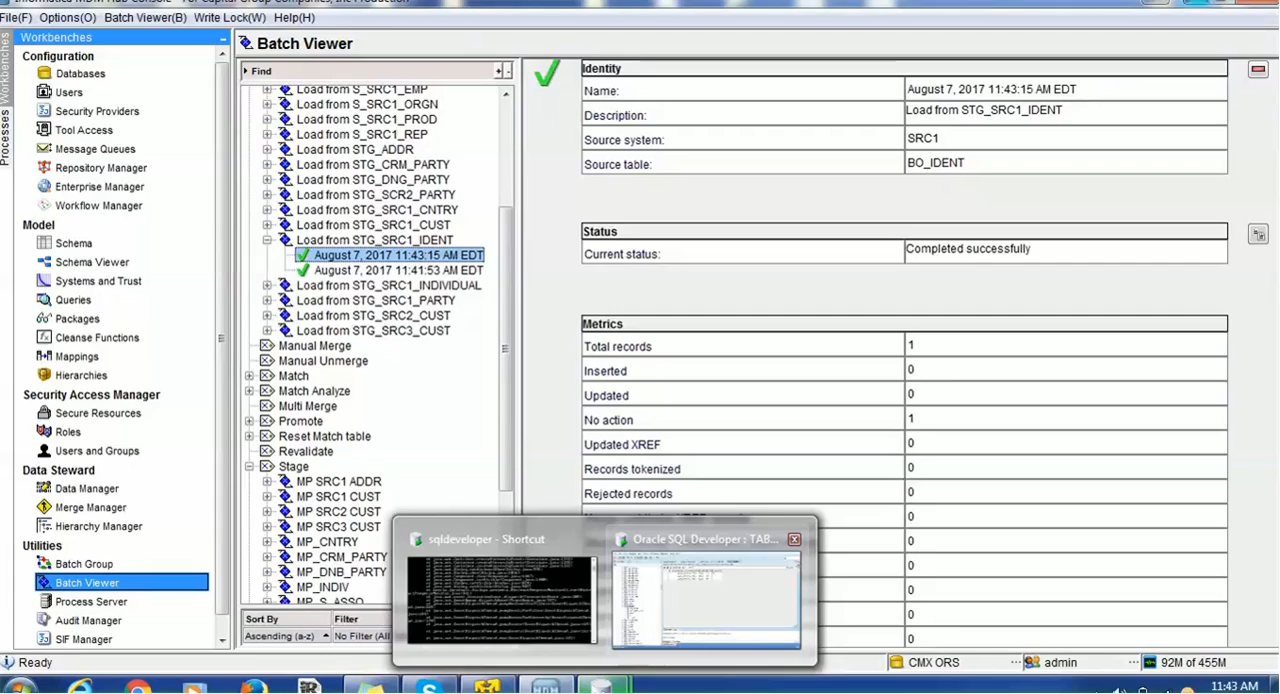 File(F) Options(O) Batch Viewer(B) Write Lock(W) Help(H)
Workbenches
Processes
Workbenches
Configuration
Databases
Users
Security Providers
Tool Access
Message Queues
Repository Manager
Enterprise Manager
Workflow Manager
Model
Schema
Schema Viewer
Systems and Trust
Queries
Packages
Cleanse Functions
Mappings
Hierarchies
Security Access Manager
Secure Resources
Roles
Users and Groups
Data Steward
Data Manager
Merge Manager
Hierarchy Manager
Utilities
Batch Group
Batch Viewer
Process Server
Audit Manager
SIF Manager
Batch Viewer
Find
Load from S_SRC1_EMP
Load from S_SRC1_ORGN
Load from S_SRC1_PROD
Load from S_SRC1_REP
Load from STG_ADDR
Load from STG_CRM_PARTY
Load from STG_DNG_PARTY
Load from STG_SCR2_PARTY
Load from STG_SRC1_CNTRY
Load from STG_SRC1_CUST
Load from STG_SRC1_IDENT
August 7, 2017 11:43:15 AM EDT
August 7, 2017 11:41:53 AM EDT
Load from STG_SRC1_INDIVIDUAL
Load from STG_SRC1_PARTY
Load from STG_SRC2_CUST
Load from STG_SRC3_CUST
Manual Merge
Manual Unmerge
Match
Match Analyze
Multi Merge
Promote
Reset Match table
Revalidate
Stage
MP SRC1 ADDR
MP SRC1 CUST
MP SRC2 CUST
MP SRC3 CUST
MP_CNTRY
MP_CRM_PARTY
MP_DNB_PARTY
MP_INDIV
MP_S_ASSO
Sort By Filter
Ascending (a-z) No Filter (All
Identity
Name: August 7, 2017 11:43:15 AM EDT
Description: Load from STG_SRC1_IDENT
Source system: SRC1
Source table: BO_IDENT
Status
Current status: Completed successfully
Metrics
Total records 1
Inserted 0
Updated 0
No action 1
Updated XREF 0
Records tokenized 0
Rejected records 0
0
0
sqldeveloper - Shortcut
Oracle SQL Developer : TAB...
Ready
CMX ORS
admin
92M of 455M
11:43 AM